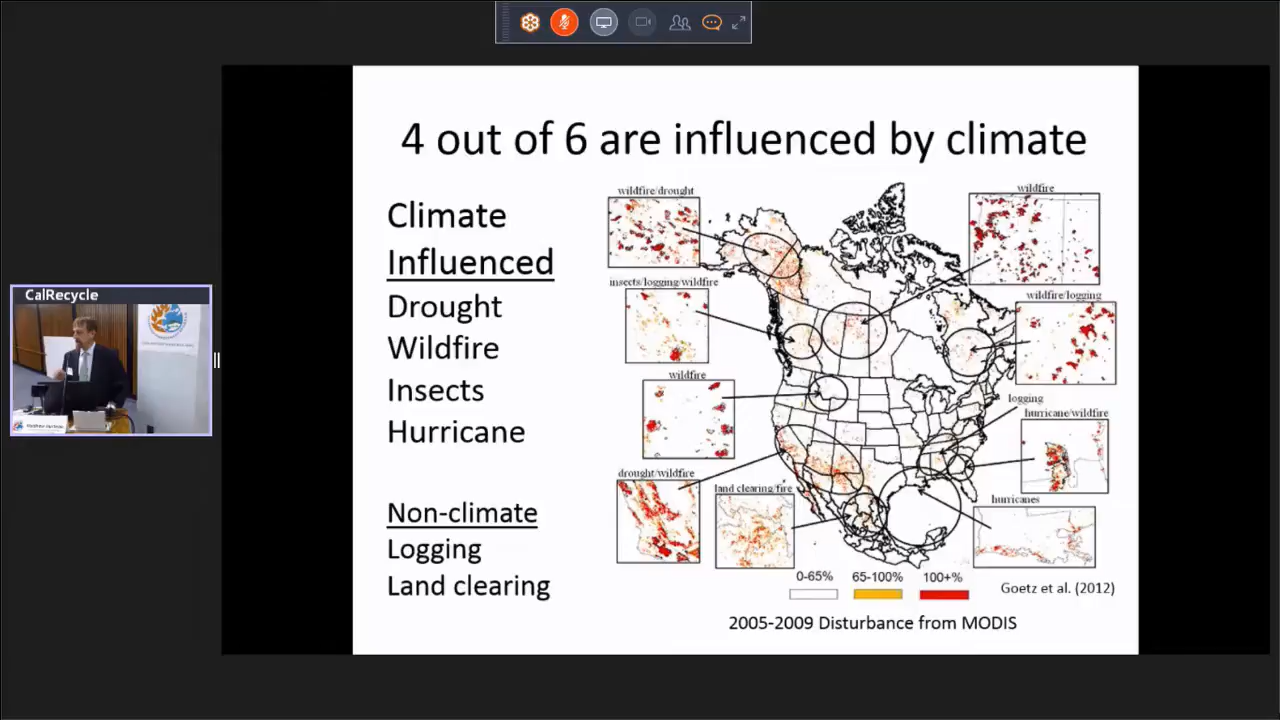 4 out of 6 are influenced by climate
Climate
Influenced
Drought
Wildfire
Insects
Hurricane
Non-climate
Logging
Land clearing
wildfire/drought
wildfire
insects/logging/wildfire
wildfire/logging
wildfire
logging
hurricane/wildfire
drought/wildfire
land clearing/fire
hurricanes
0-65% 65-100% 100+%
Goetz et al. (2012)
2005-2009 Disturbance from MODIS
CalRecycle